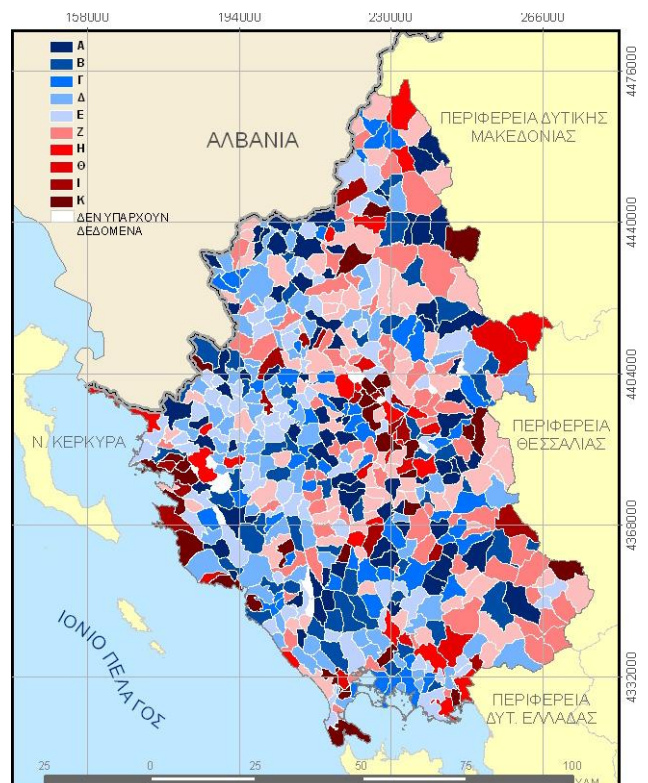 158000 194000 230000 266000
Α
Β
Γ
Δ
Ε
Ζ
Η
Θ
Ι
Κ
ΔΕΝ ΥΠΑΡΧΟΥΝ
ΔΕΔΟΜΕΝΑ
ΑΛΒΑΝΙΑ
ΠΕΡΙΦΕΡΕΙΑ ΔΥΤΙΚΗΣ
ΜΑΚΕΔΟΝΙΑΣ
4476000
4440000
4404000
Ν. ΚΕΡΚΥΡΑ
ΠΕΡΙΦΕΡΕΙΑ
ΘΕΣΣΑΛΙΑΣ
4368000
ΙΟΝΙΟ ΠΕΛΑΓΟΣ
4332000
ΠΕΡΙΦΕΡΕΙΑ
ΔΥΤ. ΕΛΛΑΔΑΣ
25 0 25 50 75 100